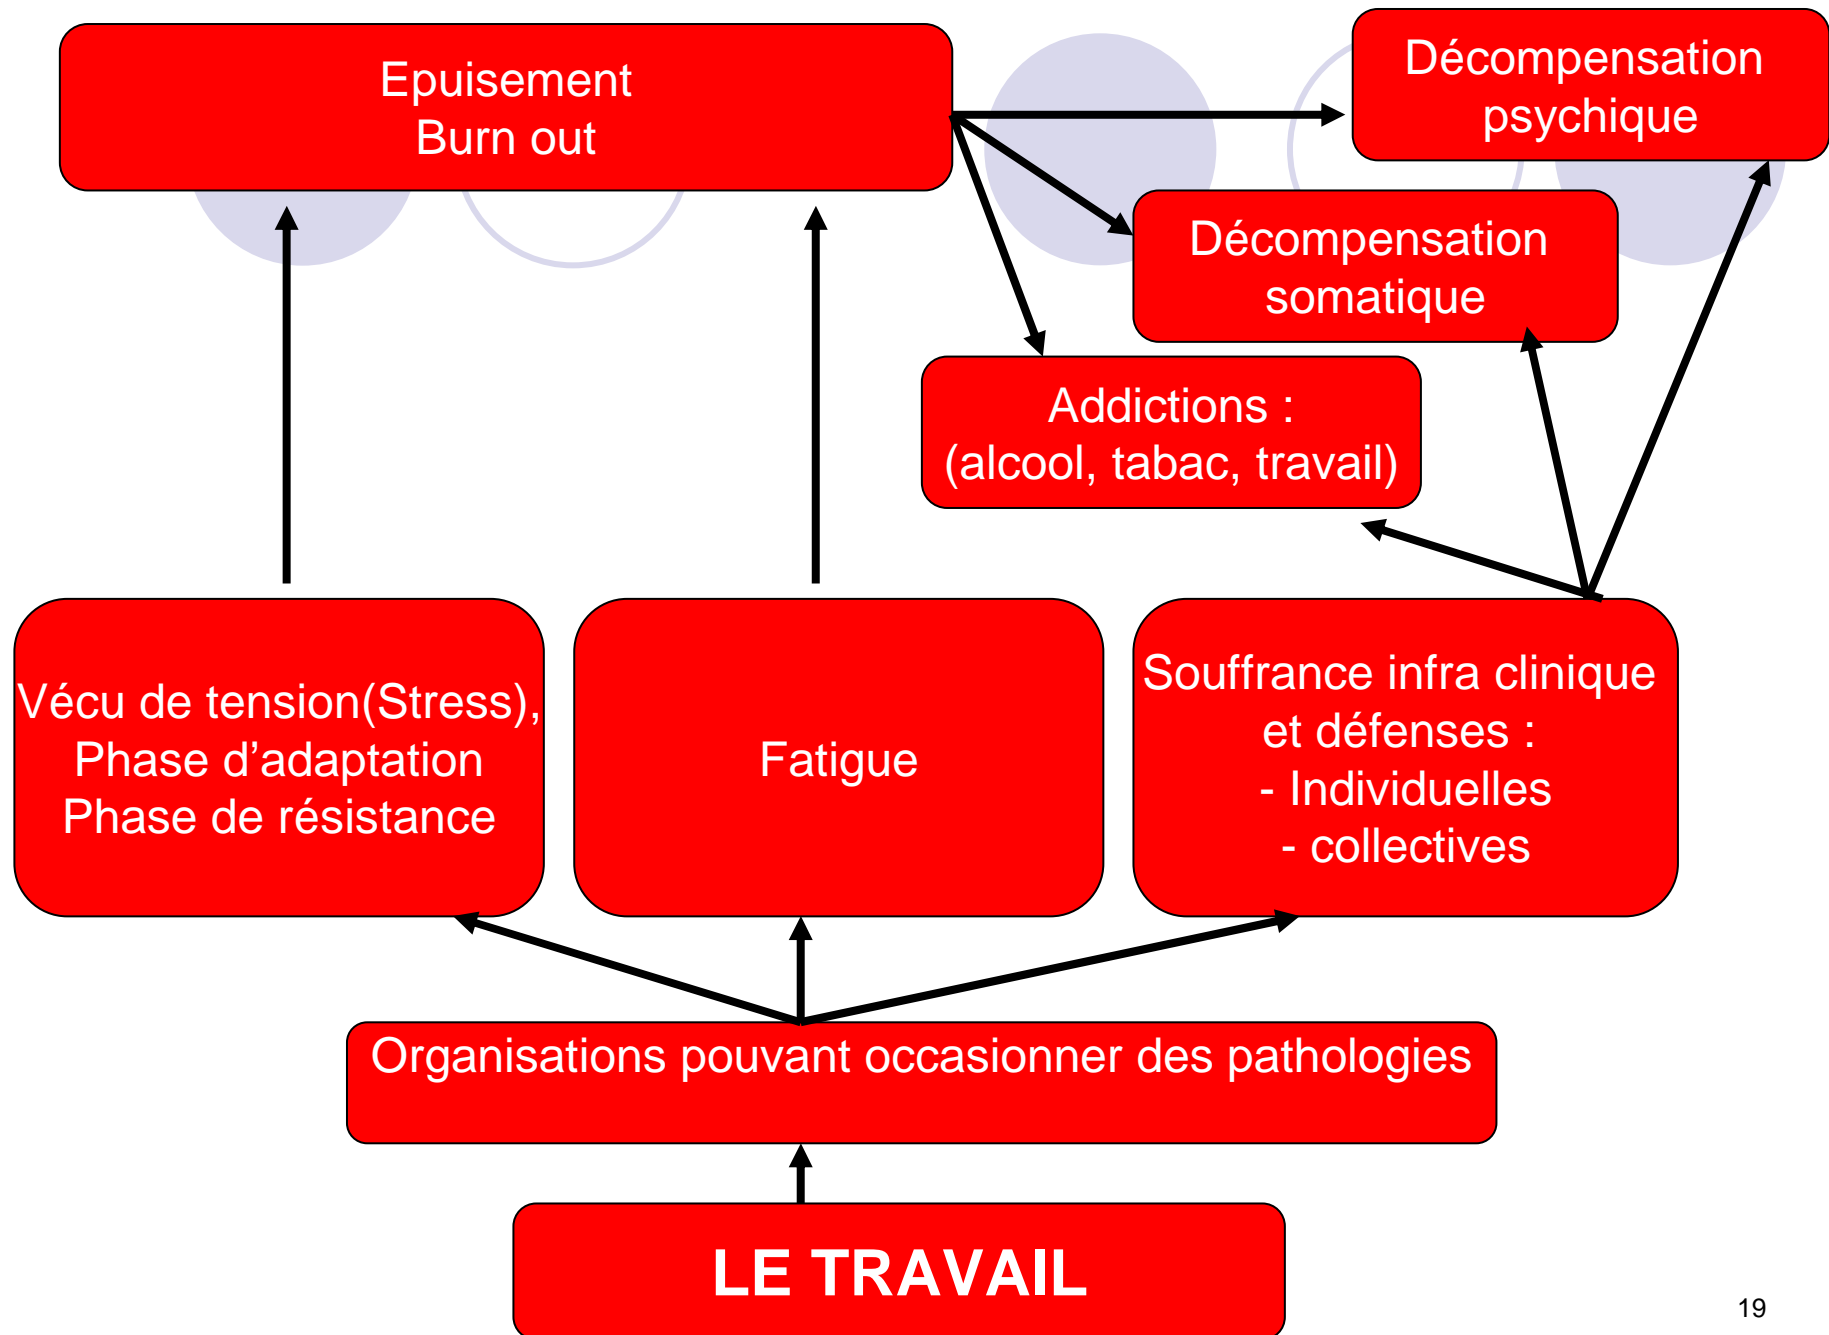 Epuisement
Burn out
Décompensation
psychique
Décompensation
somatique
Addictions :
(alcool, tabac, travail)
Vécu de tension(Stress),
Phase d’adaptation
Phase de résistance
Fatigue
Souffrance infra clinique
et défenses :
- Individuelles
- collectives
Organisations pouvant occasionner des pathologies
LE TRAVAIL
19